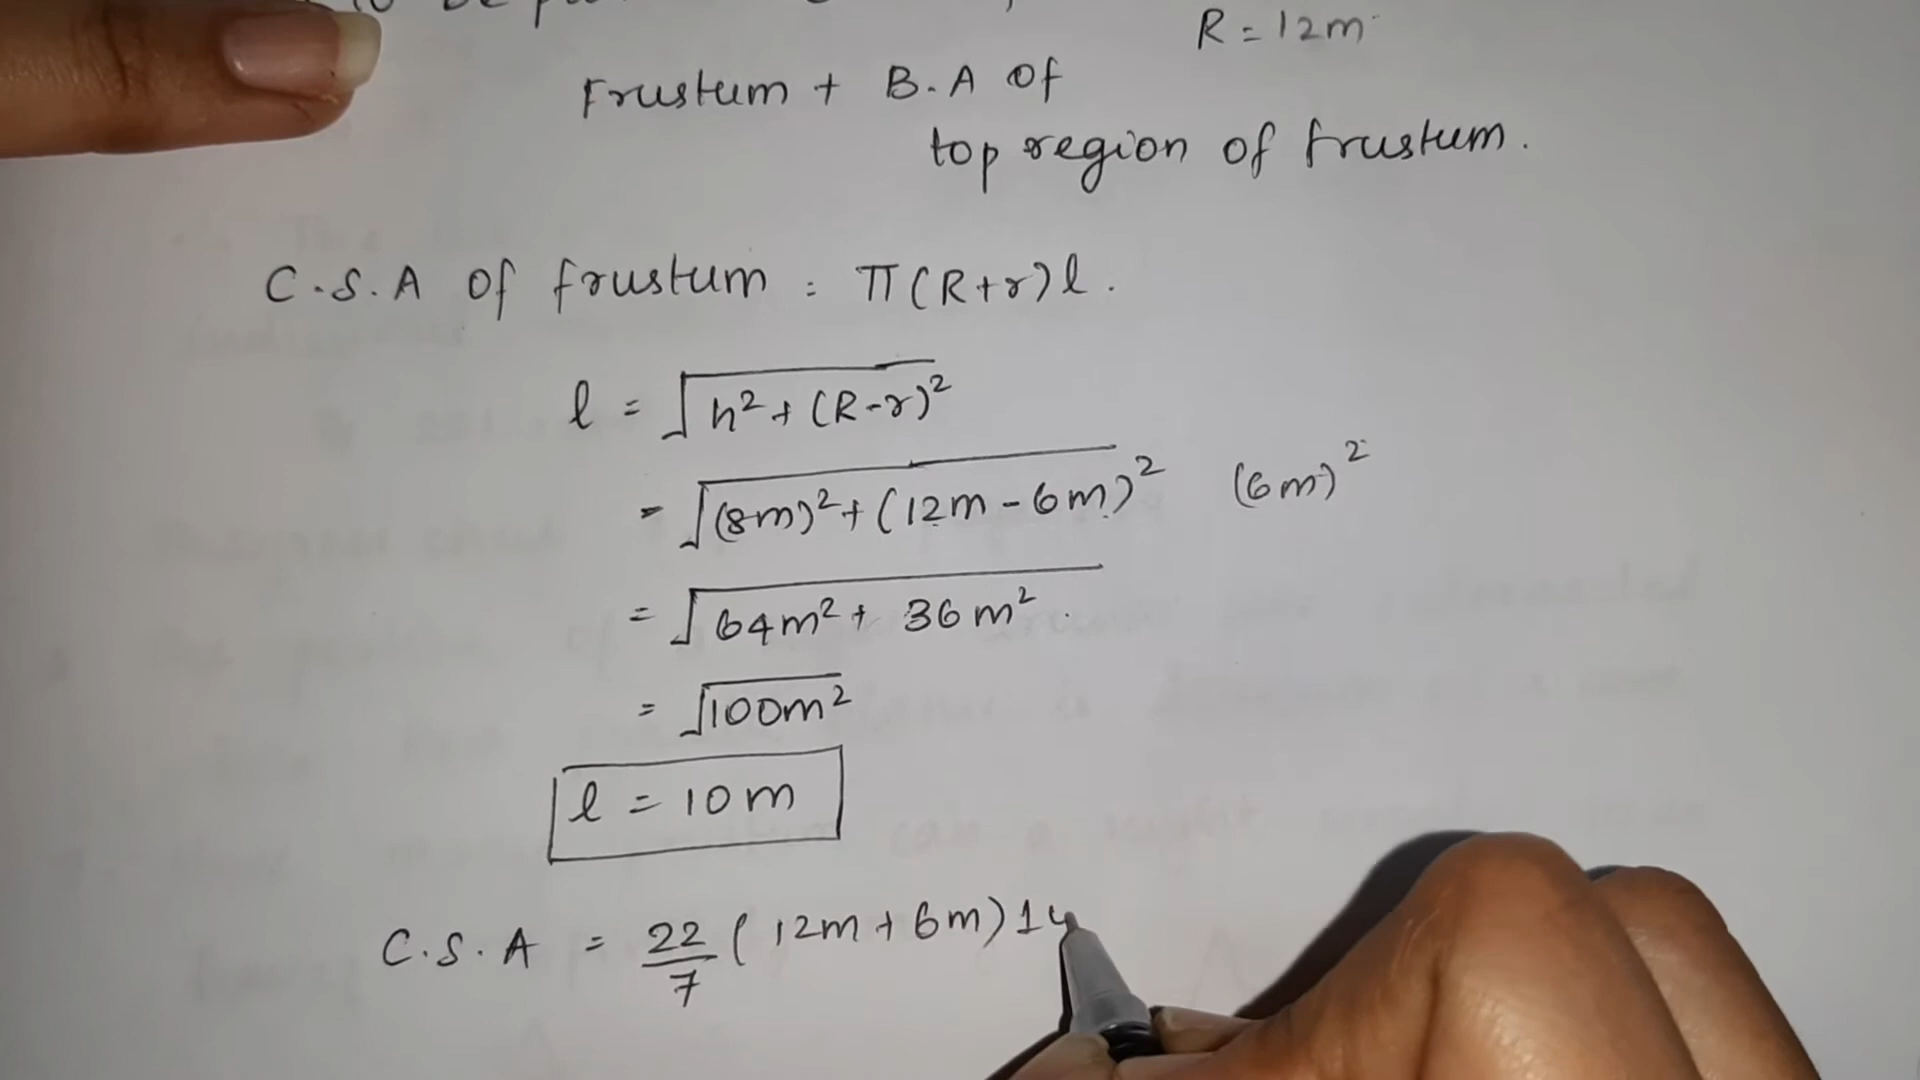 R = 12m
Frustum + B.A of
top region of frustum.
C.S.A of frustum = π(R+r)l.
l = √h²+(R-r)²
= √(8m)²+(12m-6m)² (6m)²
= √64m²+ 36m²
= √100m²
l = 10m
C.S.A = 22/7 (12m+6m)